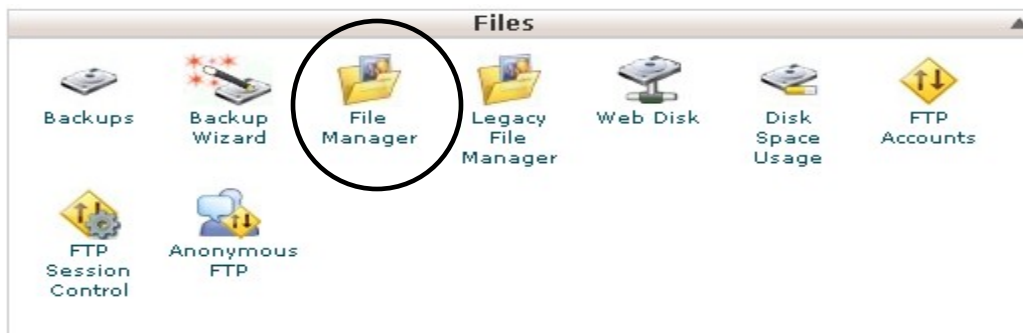 Files
Backups
Backup
Wizard
File
Manager
Legacy
File
Manager
Web Disk
Disk
Space
Usage
FTP
Accounts
FTP
Session
Control
Anonymous
FTP